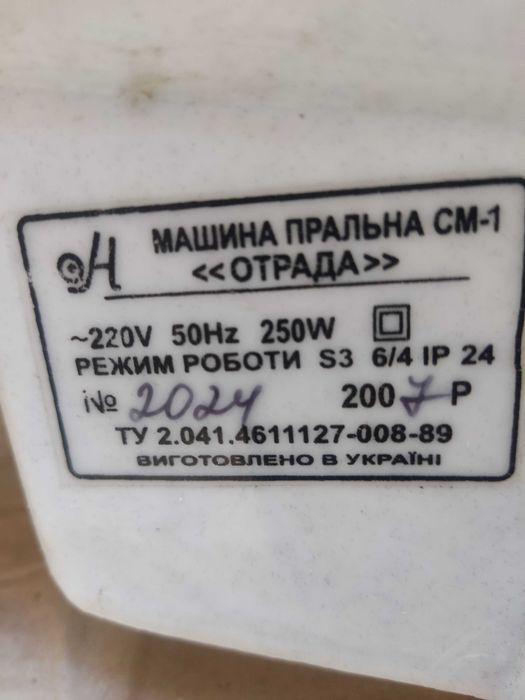 МАШИНА ПРАЛЬНА СМ-1
<<ОТРАДА>>
~220V 50Hz 250W
РЕЖИМ РОБОТИ S3 6/4 IP 24
№ 2024 2007 Р
ТУ 2.041.4611127-008-89
ВИГОТОВЛЕНО В УКРАЇНІ